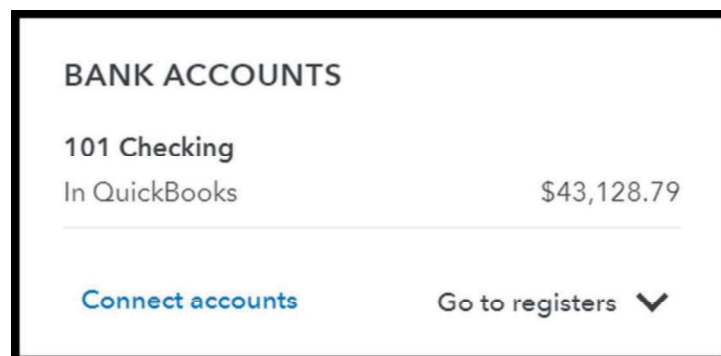 BANK ACCOUNTS
101 Checking
In QuickBooks $43,128.79
Connect accounts Go to registers